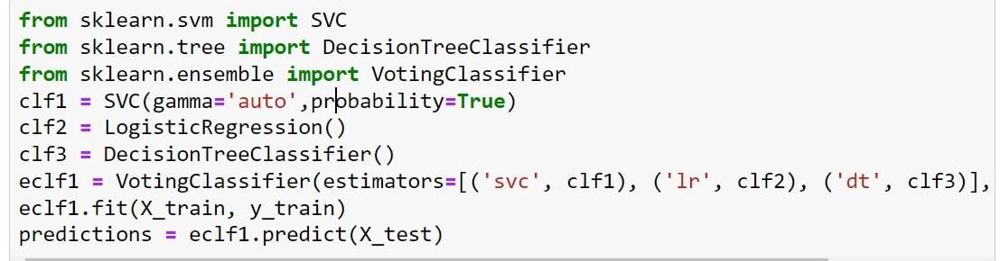 from sklearn.svm import SVC
from sklearn.tree import DecisionTreeClassifier
from sklearn.ensemble import VotingClassifier
clf1 = SVC(gamma='auto',probability=True)
clf2 = LogisticRegression()
clf3 = DecisionTreeClassifier()
eclf1 = VotingClassifier(estimators=[('svc', clf1), ('lr', clf2), ('dt', clf3)],
eclf1.fit(X_train, y_train)
predictions = eclf1.predict(X_test)